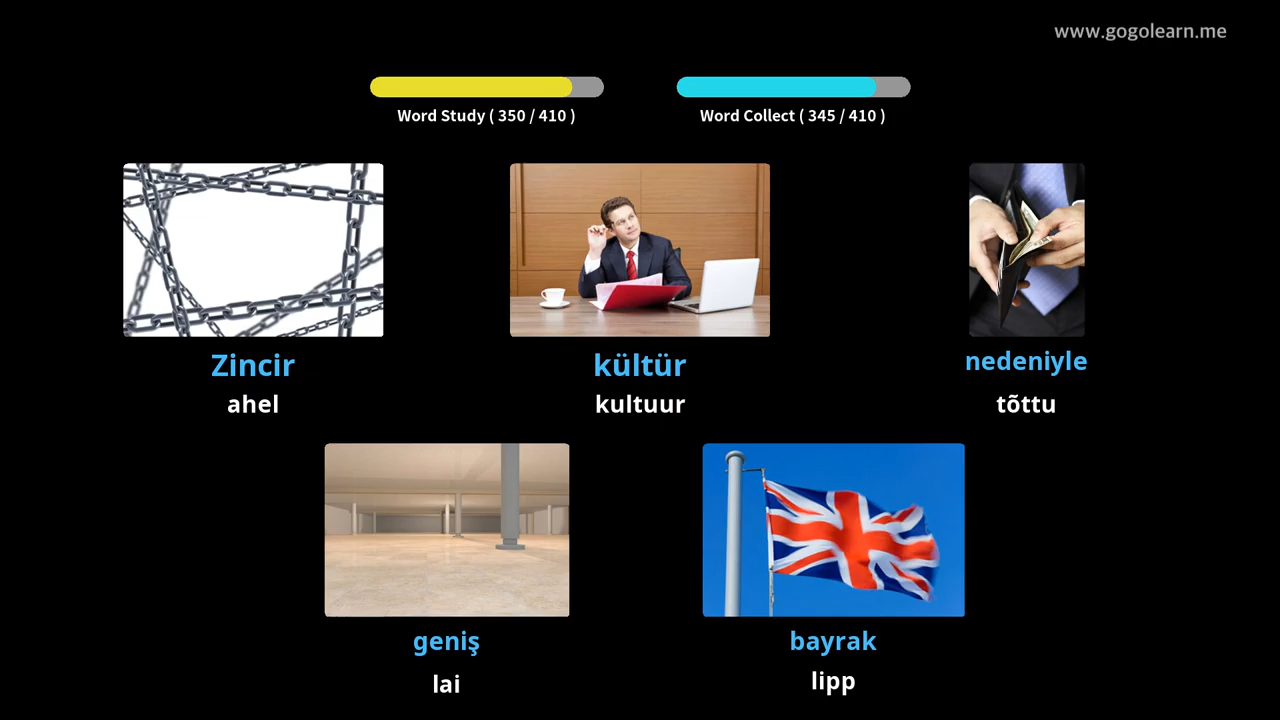 www.gogolearn.me
Word Study ( 350 / 410 )
Word Collect ( 345 / 410 )
Zincir
ahel
kültür
kultuur
nedeniyle
tõttu
geniş
lai
bayrak
lipp